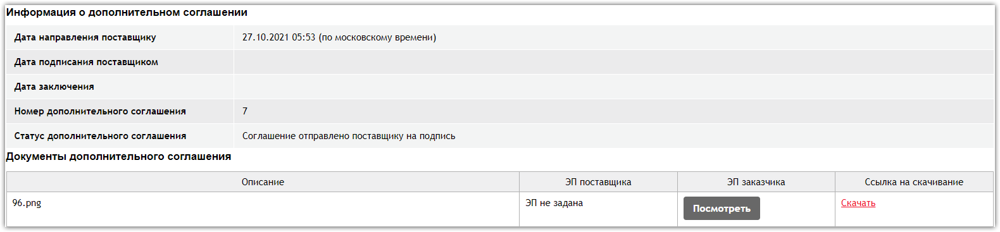 Информация о дополнительном соглашении
Дата направления поставщику 27.10.2021 05:53 (по московскому времени)
Дата подписания поставщиком
Дата заключения
Номер дополнительного соглашения 7
Статус дополнительного соглашения Соглашение отправлено поставщику на подпись
Документы дополнительного соглашения
Описание ЭП поставщика ЭП заказчика Ссылка на скачивание
96.png ЭП не задана Посмотреть Скачать